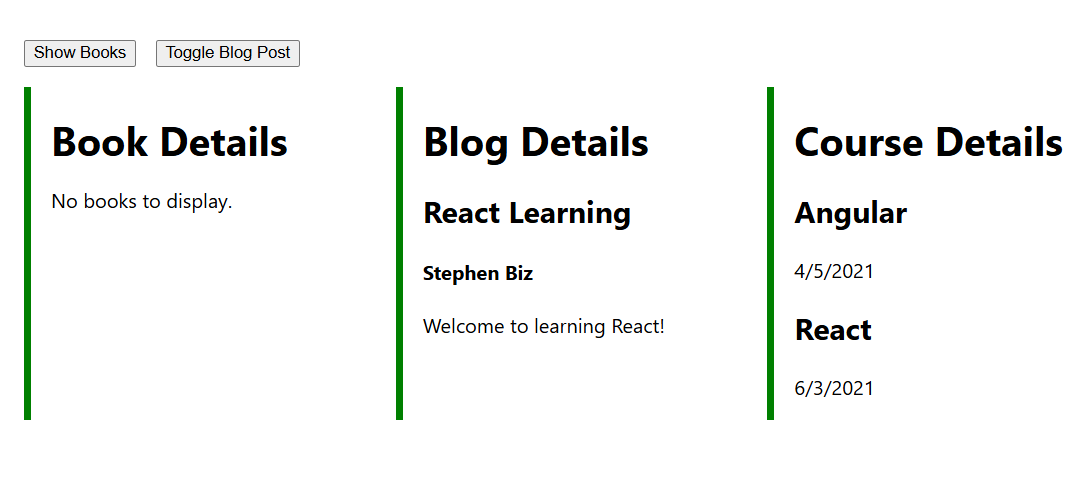 Show Books
Toggle Blog Post
Book Details
No books to display.
Blog Details
React Learning
Stephen Biz
Welcome to learning React!
Course Details
Angular
4/5/2021
React
6/3/2021